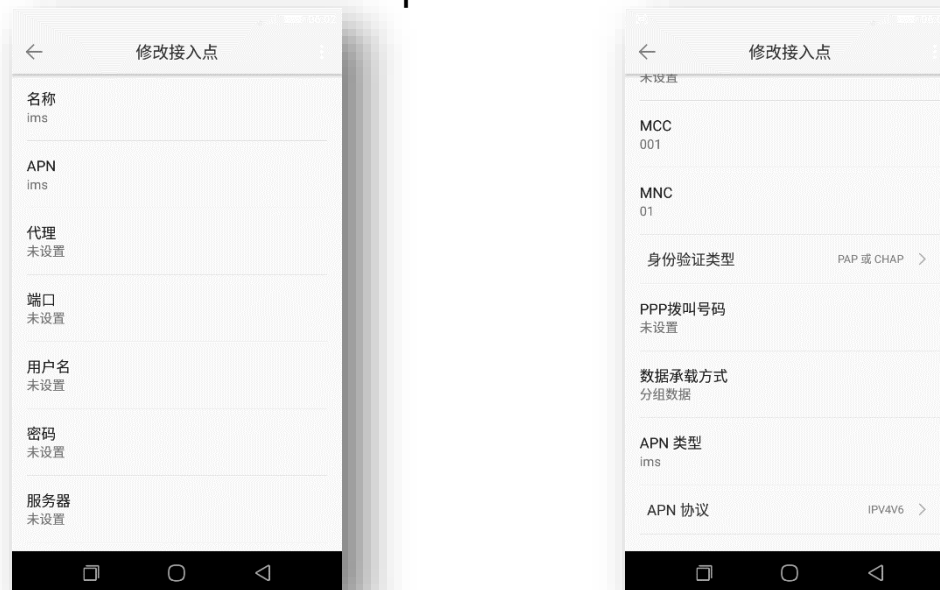 修改接入点
名称
ims
APN
ims
代理
未设置
端口
未设置
用户名
未设置
密码
未设置
服务器
未设置
修改接入点
未设置
MCC
001
MNC
01
身份验证类型
PAP 或 CHAP
PPP拨叫号码
未设置
数据承载方式
分组数据
APN 类型
ims
APN 协议
IPV4V6